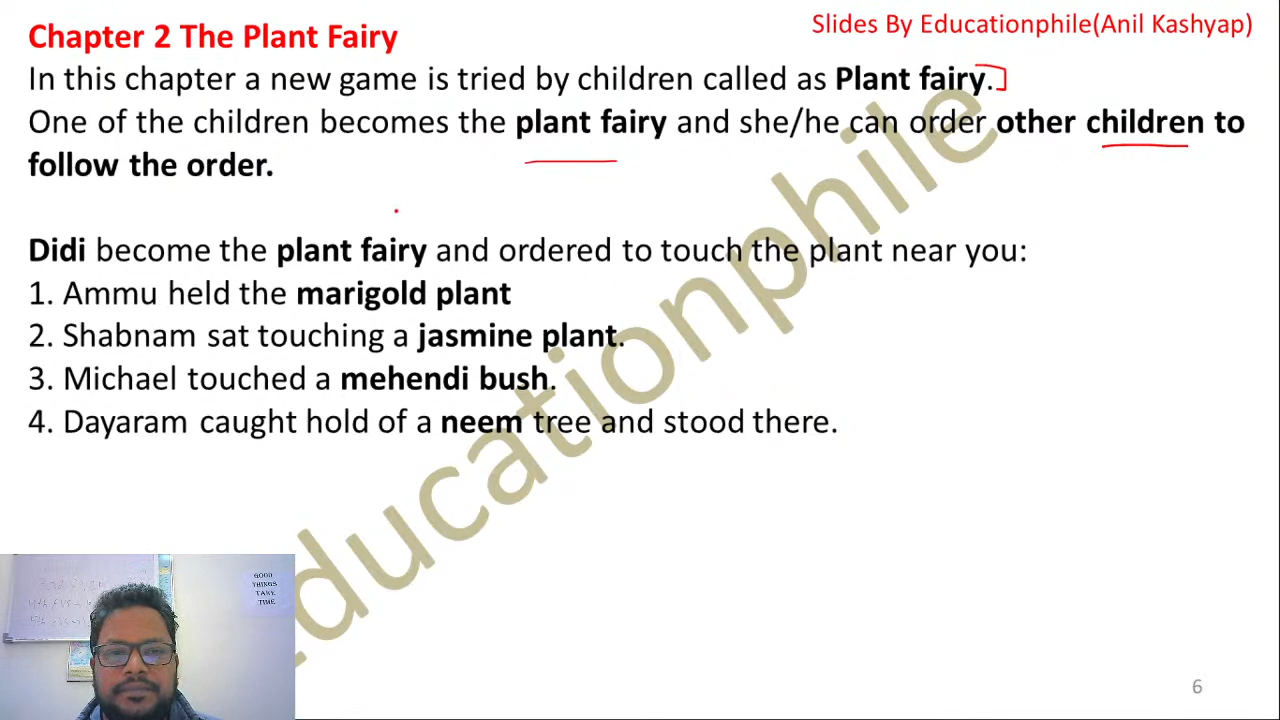 Slides By Educationphile(Anil Kashyap)
Chapter 2 The Plant Fairy
In this chapter a new game is tried by children called as Plant fairy.
One of the children becomes the plant fairy and she/he can order other children to
follow the order.
Didi become the plant fairy and ordered to touch the plant near you:
1. Ammu held the marigold plant
2. Shabnam sat touching a jasmine plant.
3. Michael touched a mehendi bush.
4. Dayaram caught hold of a neem tree and stood there.
Educationphile
GOOD
THINGS
TAKE
TIME
6